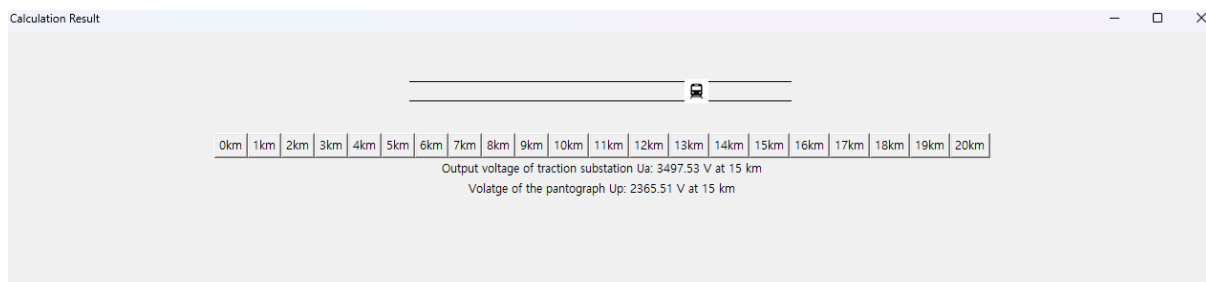 Calculation Result
0km 1km 2km 3km 4km 5km 6km 7km 8km 9km 10km 11km 12km 13km 14km 15km 16km 17km 18km 19km 20km
Output voltage of traction substation Ua: 3497.53 V at 15 km
Volatge of the pantograph Up: 2365.51 V at 15 km